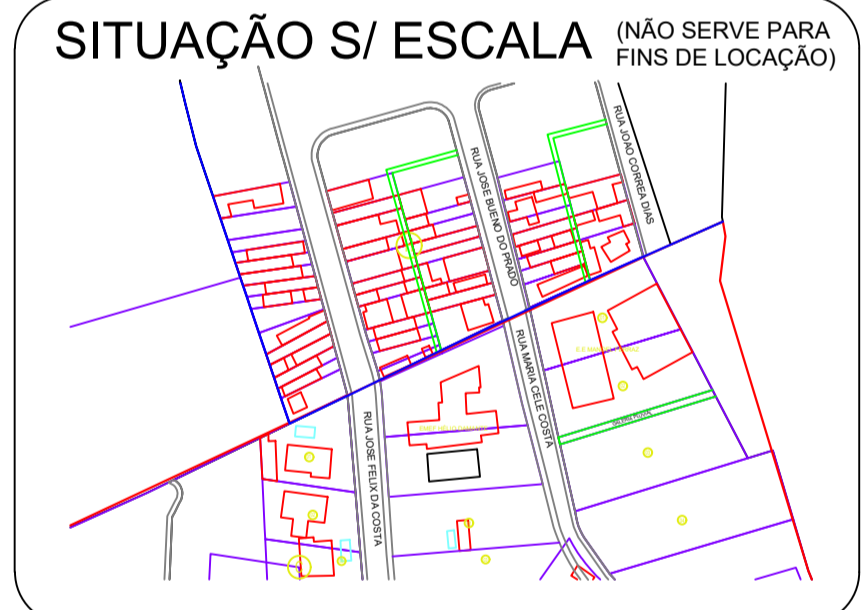 SITUAÇÃO S/ ESCALA
(NÃO SERVE PARA
FINS DE LOCAÇÃO)
RUA JOAO CORREA DIAS
RUA JOSE BUENO DO PRADO
RUA MARIA CELE COSTA
RUA JOSE FELIX DA COSTA